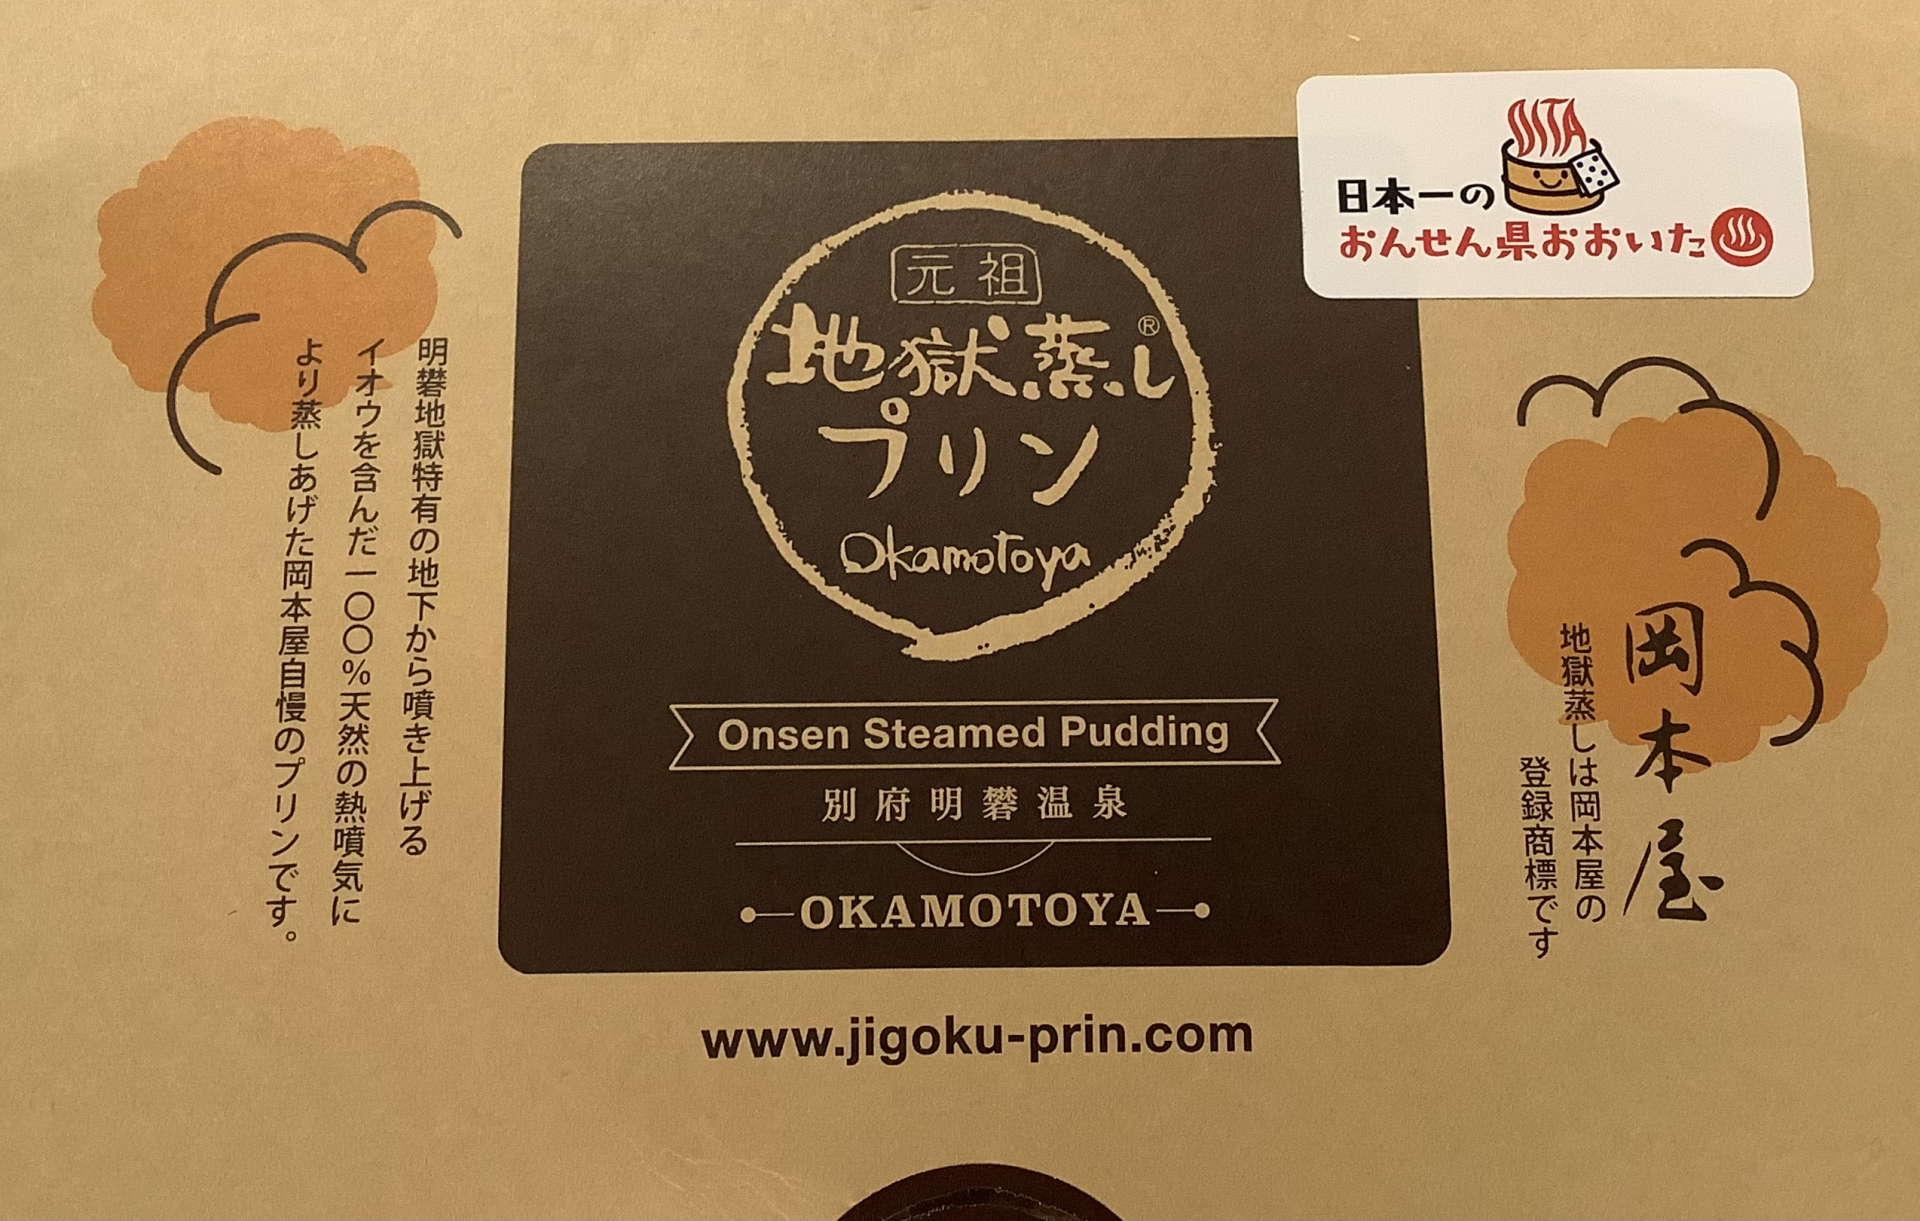 OITA
日本一の
おんせん県おおいた
元祖
地獄蒸し®
プリン
Okamotoya
Onsen Steamed Pudding
別府明礬温泉
OKAMOTOYA
www.jigoku-prin.com
明礬地獄特有の地下から噴き上げる
イオウを含んだ一〇〇%天然の熱噴気に
より蒸しあげた岡本屋自慢のプリンです。
岡本屋
地獄蒸しは岡本屋の
登録商標です